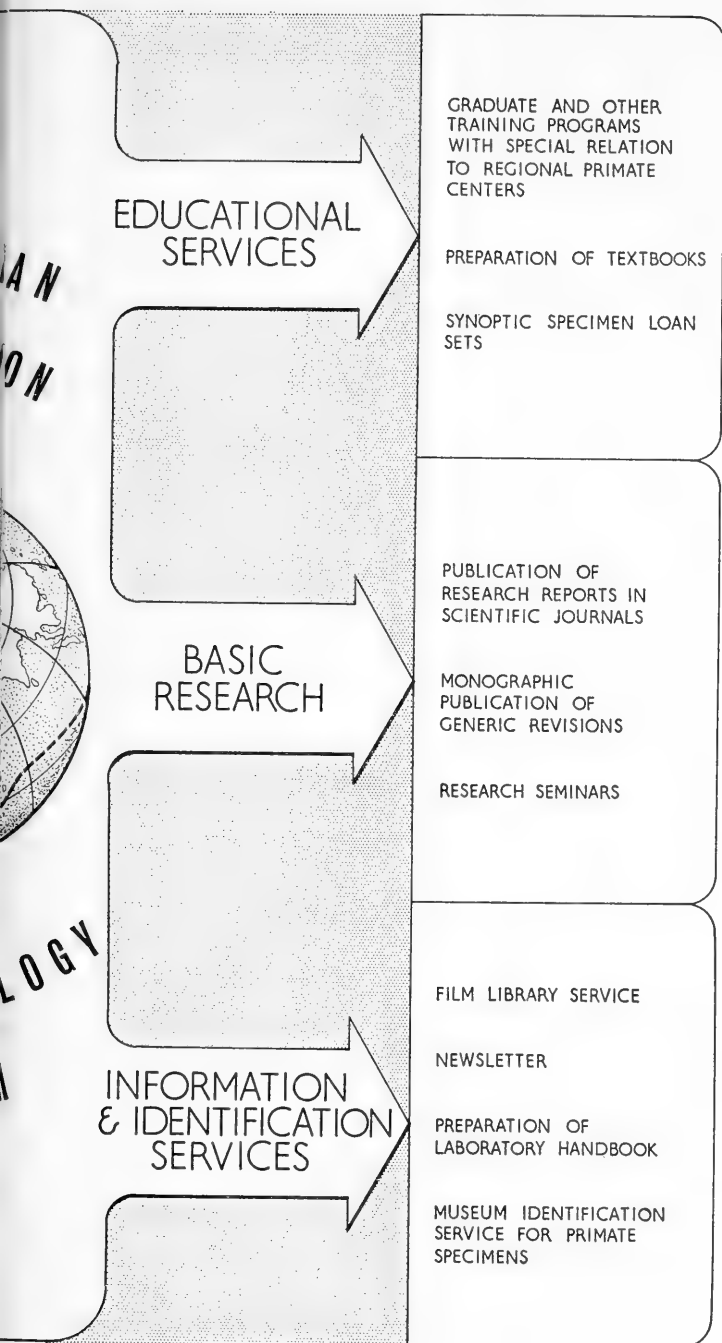 EDUCATIONAL
SERVICES
GRADUATE AND OTHER
TRAINING PROGRAMS
WITH SPECIAL RELATION
TO REGIONAL PRIMATE
CENTERS
PREPARATION OF TEXTBOOKS
SYNOPTIC SPECIMEN LOAN
SETS
BASIC
RESEARCH
PUBLICATION OF
RESEARCH REPORTS IN
SCIENTIFIC JOURNALS
MONOGRAPHIC
PUBLICATION OF
GENERIC REVISIONS
RESEARCH SEMINARS
INFORMATION
& IDENTIFICATION
SERVICES
FILM LIBRARY SERVICE
NEWSLETTER
PREPARATION OF
LABORATORY HANDBOOK
MUSEUM IDENTIFICATION
SERVICE FOR PRIMATE
SPECIMENS